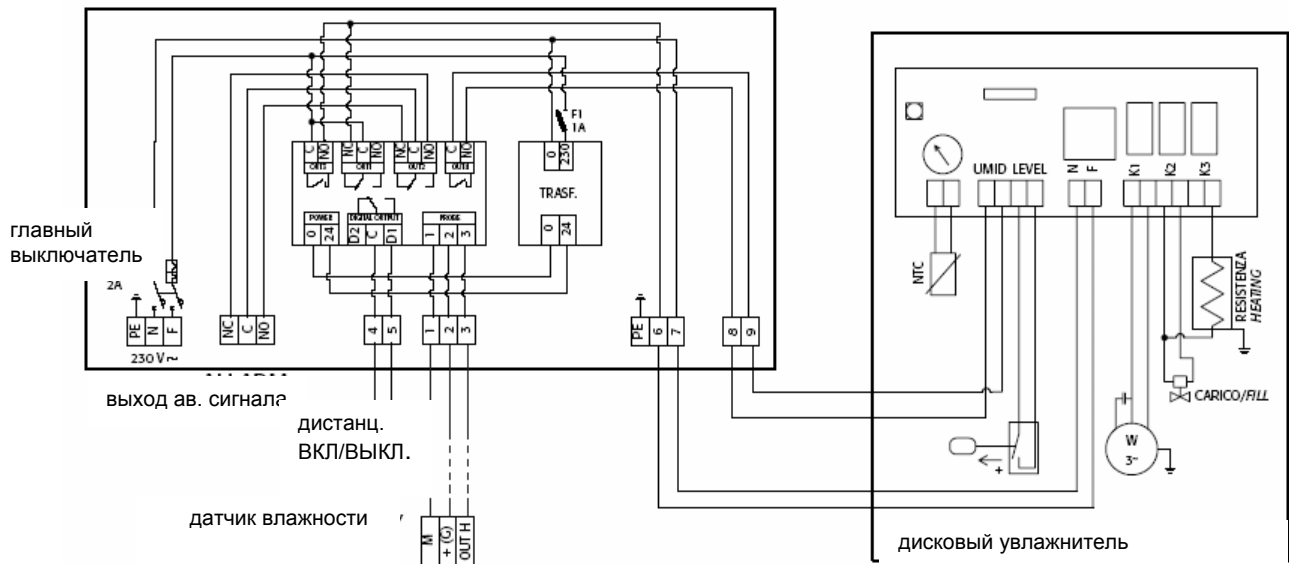 F1
1A
C NO NC C NO NC C NO C NO
OUT3 OUT1 OUT2 OUT4
0 230
TRASF.
0 24
POWER DIGITAL OUTPUT PROBE
0 24 D2 C D1 1 2 3
главный
выключатель
2A
PE N F
230 V ~
NC C NO
4 5
1 2 3
PE 6 7
8 9
выход ав. сигнала
дистанц.
ВКЛ/ВЫКЛ.
датчик влажности
M + (G) OUT H
UMID LEVEL
N F
K1 K2 K3
NTC
RESISTENZA
HEATING
CARICO/FILL
W
3~
+
дисковый увлажнитель